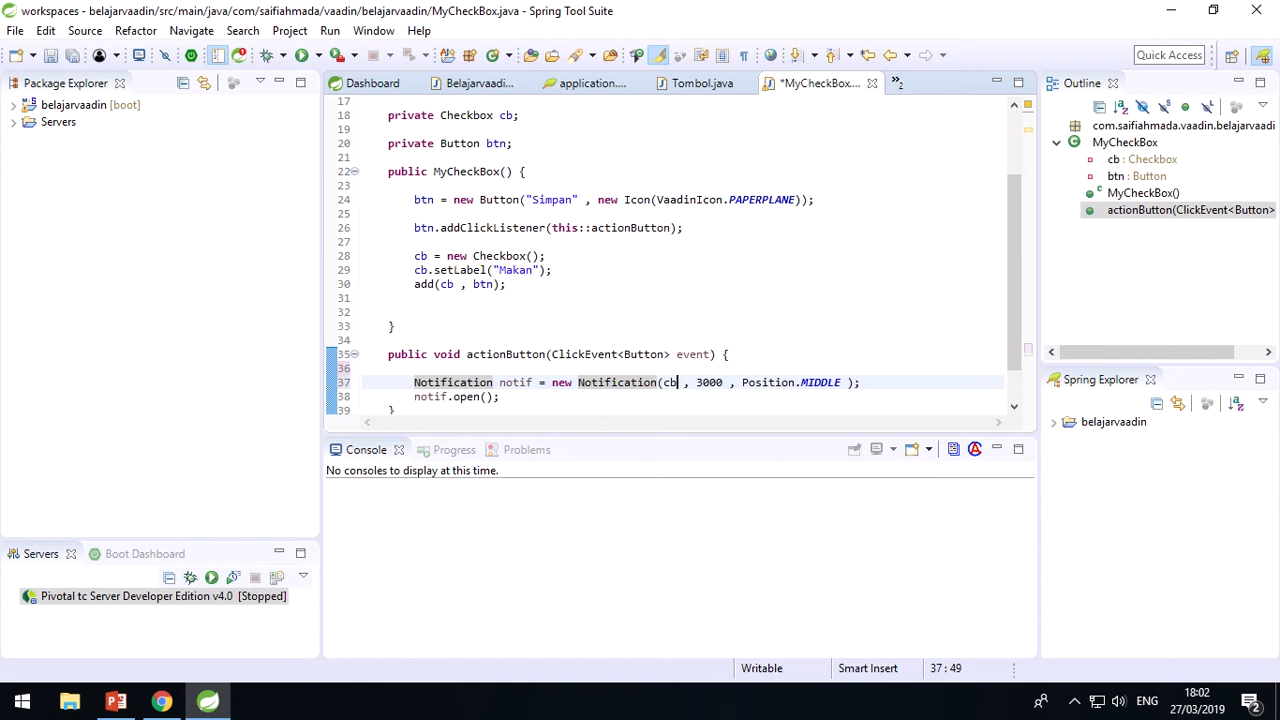 workspaces - belajarvaadin/src/main/java/com/saifiahmada/vaadin/belajarvaadin/MyCheckBox.java - Spring Tool Suite
File Edit Source Refactor Navigate Search Project Run Window Help
Quick Access
Package Explorer
belajarvaadin [boot]
Servers
Dashboard
Belajarvaadi...
application....
Tombol.java
*MyCheckBox....
2
17
18 private Checkbox cb;
19
20 private Button btn;
21
22 public MyCheckBox() {
23
24 btn = new Button("Simpan" , new Icon(VaadinIcon.PAPERPLANE));
25
26 btn.addClickListener(this::actionButton);
27
28 cb = new Checkbox();
29 cb.setLabel("Makan");
30 add(cb , btn);
31
32
33 }
34
35 public void actionButton(ClickEvent<Button> event) {
36
37 Notification notif = new Notification(cb , 3000 , Position.MIDDLE );
38 notif.open();
39 }
Outline
com.saifiahmada.vaadin.belajarvaadi
MyCheckBox
cb : Checkbox
btn : Button
MyCheckBox()
actionButton(ClickEvent<Button>
Spring Explorer
belajarvaadin
Console
Progress
Problems
No consoles to display at this time.
Servers
Boot Dashboard
Pivotal tc Server Developer Edition v4.0 [Stopped]
Writable
Smart Insert
37 : 49
ENG
18:02
27/03/2019
2